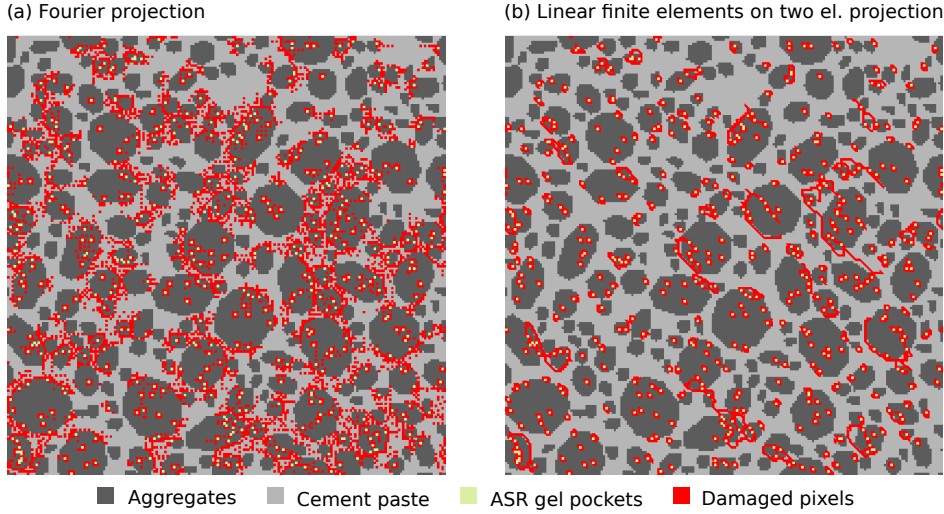 (a) Fourier projection
(b) Linear finite elements on two el. projection
Aggregates
Cement paste
ASR gel pockets
Damaged pixels